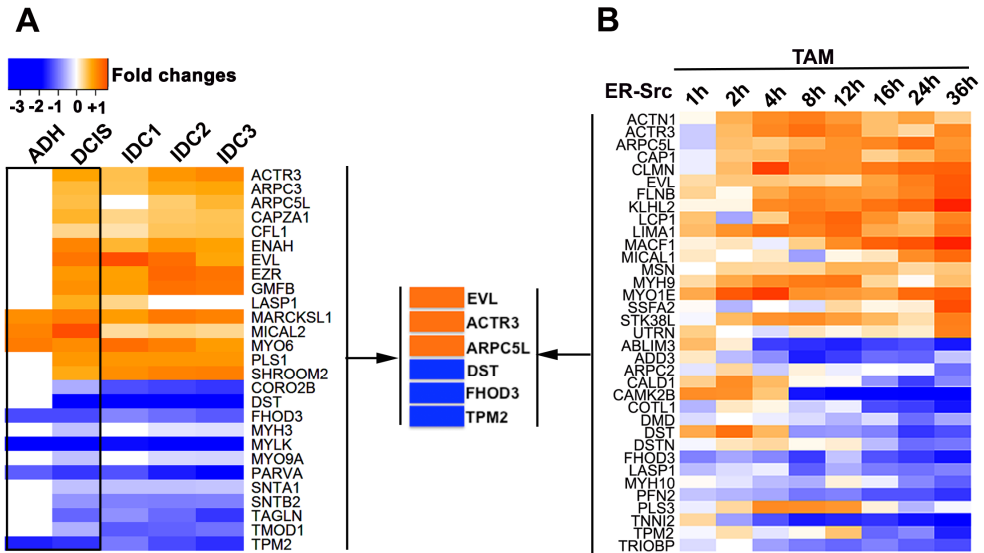 A
Fold changes
-3 -2 -1 0 +1
ADH DCIS IDC1 IDC2 IDC3
ACTR3
ARPC3
ARPC5L
CAPZA1
CFL1
ENAH
EVL
EZR
GMFB
LASP1
MARCKSL1
MICAL2
MYO6
PLS1
SHROOM2
CORO2B
DST
FHOD3
MYH3
MYLK
MYO9A
PARVA
SNTA1
SNTB2
TAGLN
TMOD1
TPM2
EVL
ACTR3
ARPC5L
DST
FHOD3
TPM2
B
TAM
ER-Src 1h 2h 4h 8h 12h 16h 24h 36h
ACTN1
ACTR3
ARPC5L
CAP1
CLMN
EVL
FLNB
KLHL2
LCP1
LIMA1
MACF1
MICAL1
MSN
MYH9
MYO1E
SSFA2
STK38L
UTRN
ABLIM3
ADD3
ARPC2
CALD1
CAMK2B
COTL1
DMD
DST
DSTN
FHOD3
LASP1
MYH10
PFN2
PLS3
TNNI2
TPM2
TRIOBP